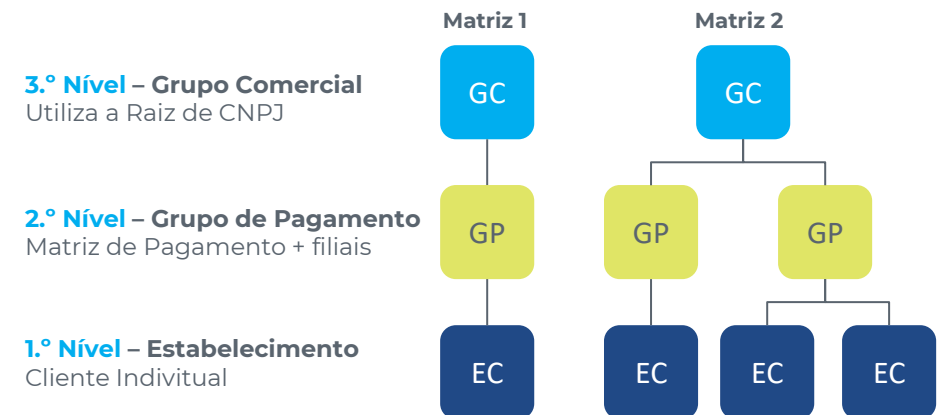 Matriz 1
Matriz 2
3.º Nível – Grupo Comercial
Utiliza a Raiz de CNPJ
GC
GC
2.º Nível – Grupo de Pagamento
Matriz de Pagamento + filiais
GP
GP
GP
1.º Nível – Estabelecimento
Cliente Indivitual
EC
EC
EC
EC